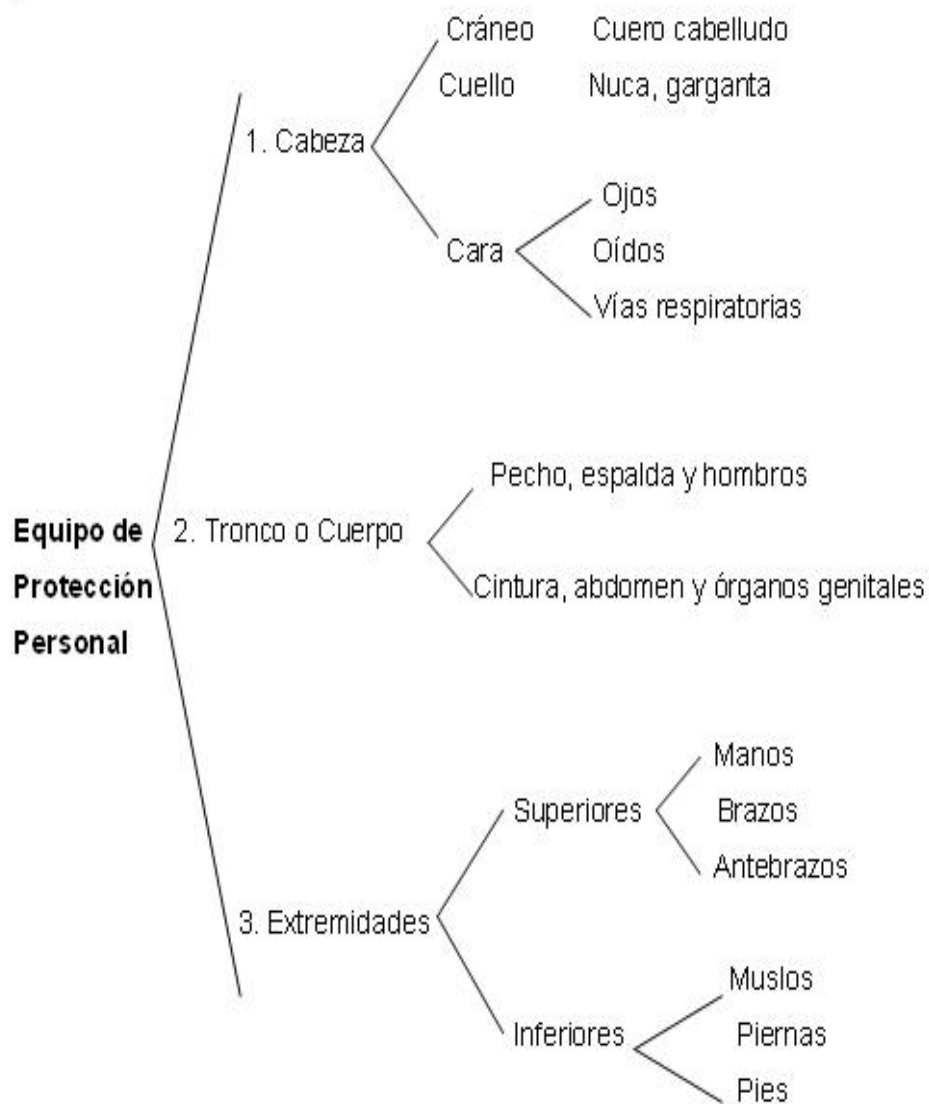 Cráneo Cuero cabelludo
Cuello Nuca, garganta
1. Cabeza
Ojos
Cara Oídos
Vías respiratorias
Pecho, espalda y hombros
Equipo de Protección Personal
2. Tronco o Cuerpo
Cintura, abdomen y órganos genitales
Manos
Superiores Brazos
Antebrazos
3. Extremidades
Muslos
Inferiores Piernas
Pies